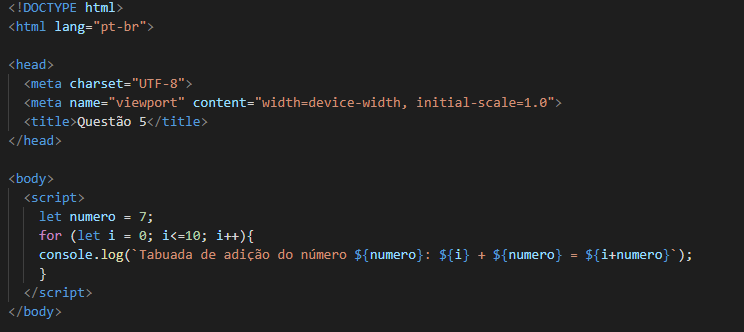 <!DOCTYPE html>
<html lang="pt-br">
<head>
<meta charset="UTF-8">
<meta name="viewport" content="width=device-width, initial-scale=1.0">
<title>Questão 5</title>
</head>
<body>
<script>
let numero = 7;
for (let i = 0; i<=10; i++){
console.log(`Tabuada de adição do número ${numero}: ${i} + ${numero} = ${i+numero}`);
}
</script>
</body>